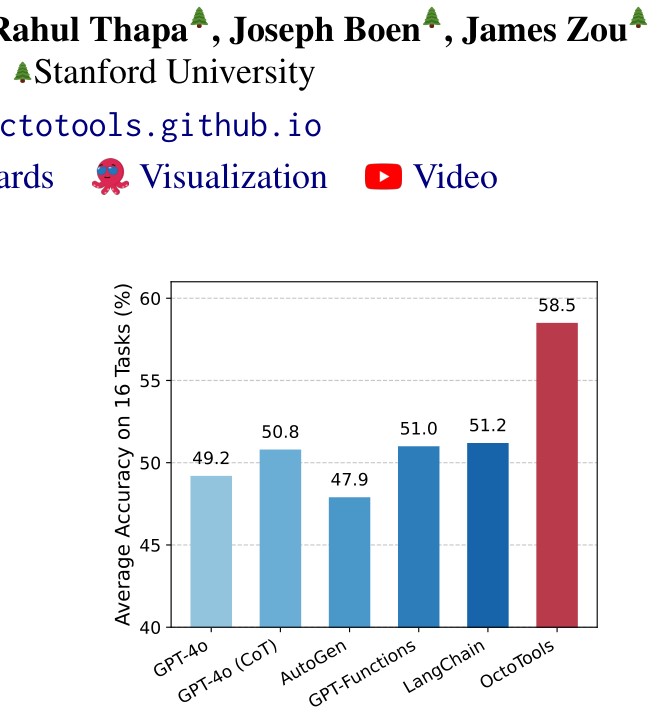 Rahul Thapa, Joseph Boen, James Zou
Stanford University
ctotools.github.io
ards Visualization Video
Average Accuracy on 16 Tasks (%)
60
55
50
45
40
49.2
50.8
47.9
51.0
51.2
58.5
GPT-4o
GPT-4o (CoT)
AutoGen
GPT-Functions
LangChain
OctoTools